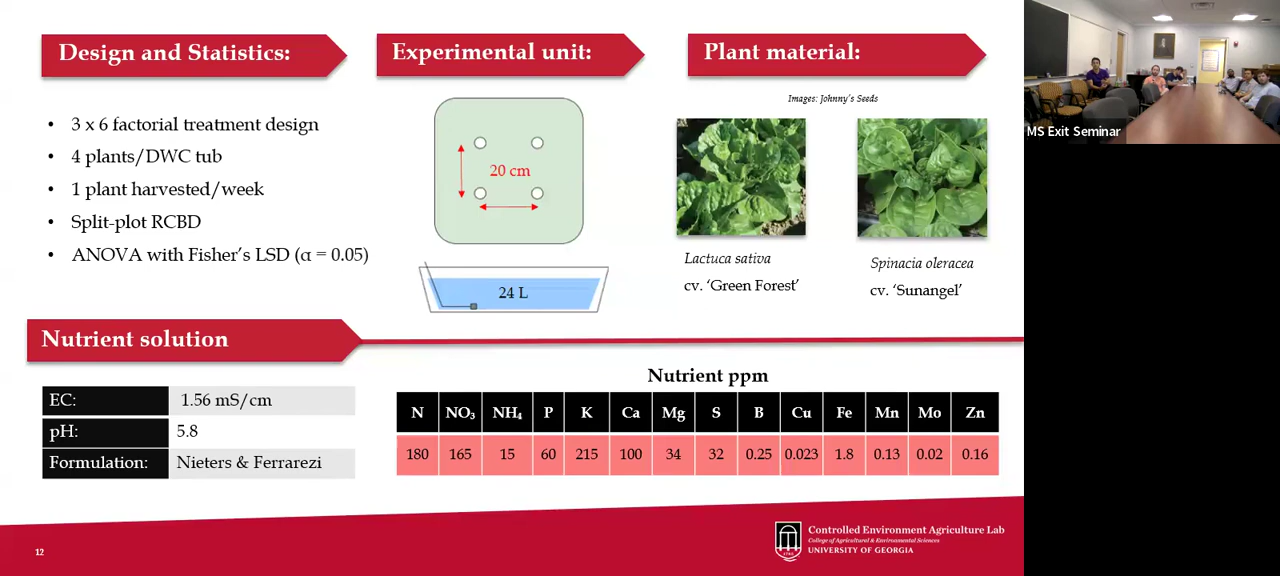 Design and Statistics:
• 3 x 6 factorial treatment design
• 4 plants/DWC tub
• 1 plant harvested/week
• Split-plot RCBD
• ANOVA with Fisher's LSD (α = 0.05)
Experimental unit:
20 cm
24 L
Plant material:
Images: Johnny's Seeds
Lactuca sativa
cv. 'Green Forest'
Spinacia oleracea
cv. 'Sunangel'
MS Exit Seminar
Nutrient solution
EC: 1.56 mS/cm
pH: 5.8
Formulation: Nieters & Ferrarezi
Nutrient ppm
N NO₃ NH₄ P K Ca Mg S B Cu Fe Mn Mo Zn
180 165 15 60 215 100 34 32 0.25 0.023 1.8 0.13 0.02 0.16
12
Controlled Environment Agriculture Lab
College of Agricultural & Environmental Sciences
UNIVERSITY OF GEORGIA